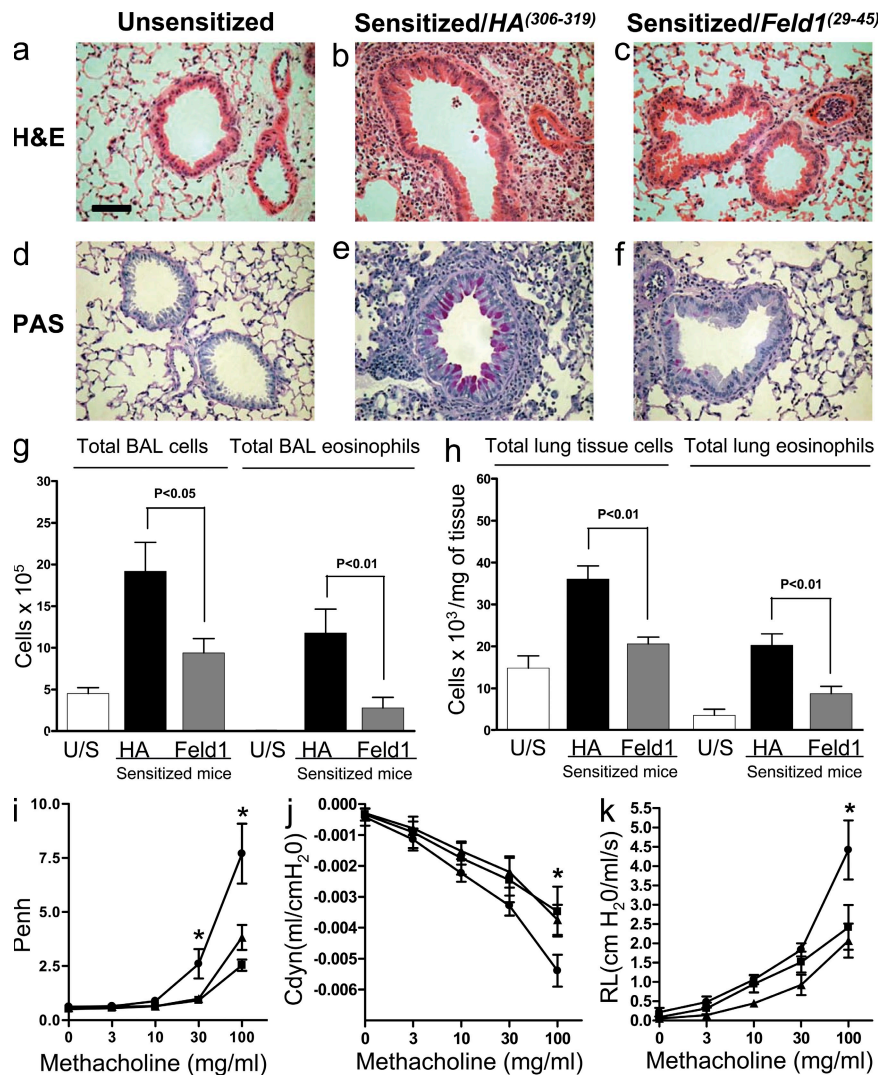 Unsensitized Sensitized/HA(306-319) Sensitized/Feld1(29-45)
a b c
H&E
d e f
PAS
g Total BAL cells Total BAL eosinophils
30
25
20
15
10
5
0
Cells x 10⁵
P<0.05
P<0.01
U/S HA Feld1 U/S HA Feld1
Sensitized mice Sensitized mice
h Total lung tissue cells Total lung eosinophils
60
50
40
30
20
10
0
Cells x 10³/mg of tissue
P<0.01
P<0.01
U/S HA Feld1 U/S HA Feld1
Sensitized mice Sensitized mice
i
10.0
7.5
5.0
2.5
0.0
Penh
* *
0 3 10 30 100
Methacholine (mg/ml)
j
0.000
-0.001
-0.002
-0.003
-0.004
-0.005
-0.006
Cdyn(ml/cmH₂0)
*
0 3 10 30 100
Methacholine (mg/ml)
k
5.5
5.0
4.5
4.0
3.5
3.0
2.5
2.0
1.5
1.0
0.5
0.0
RL(cm H₂0/ml/s)
*
0 3 10 30 100
Methacholine (mg/ml)